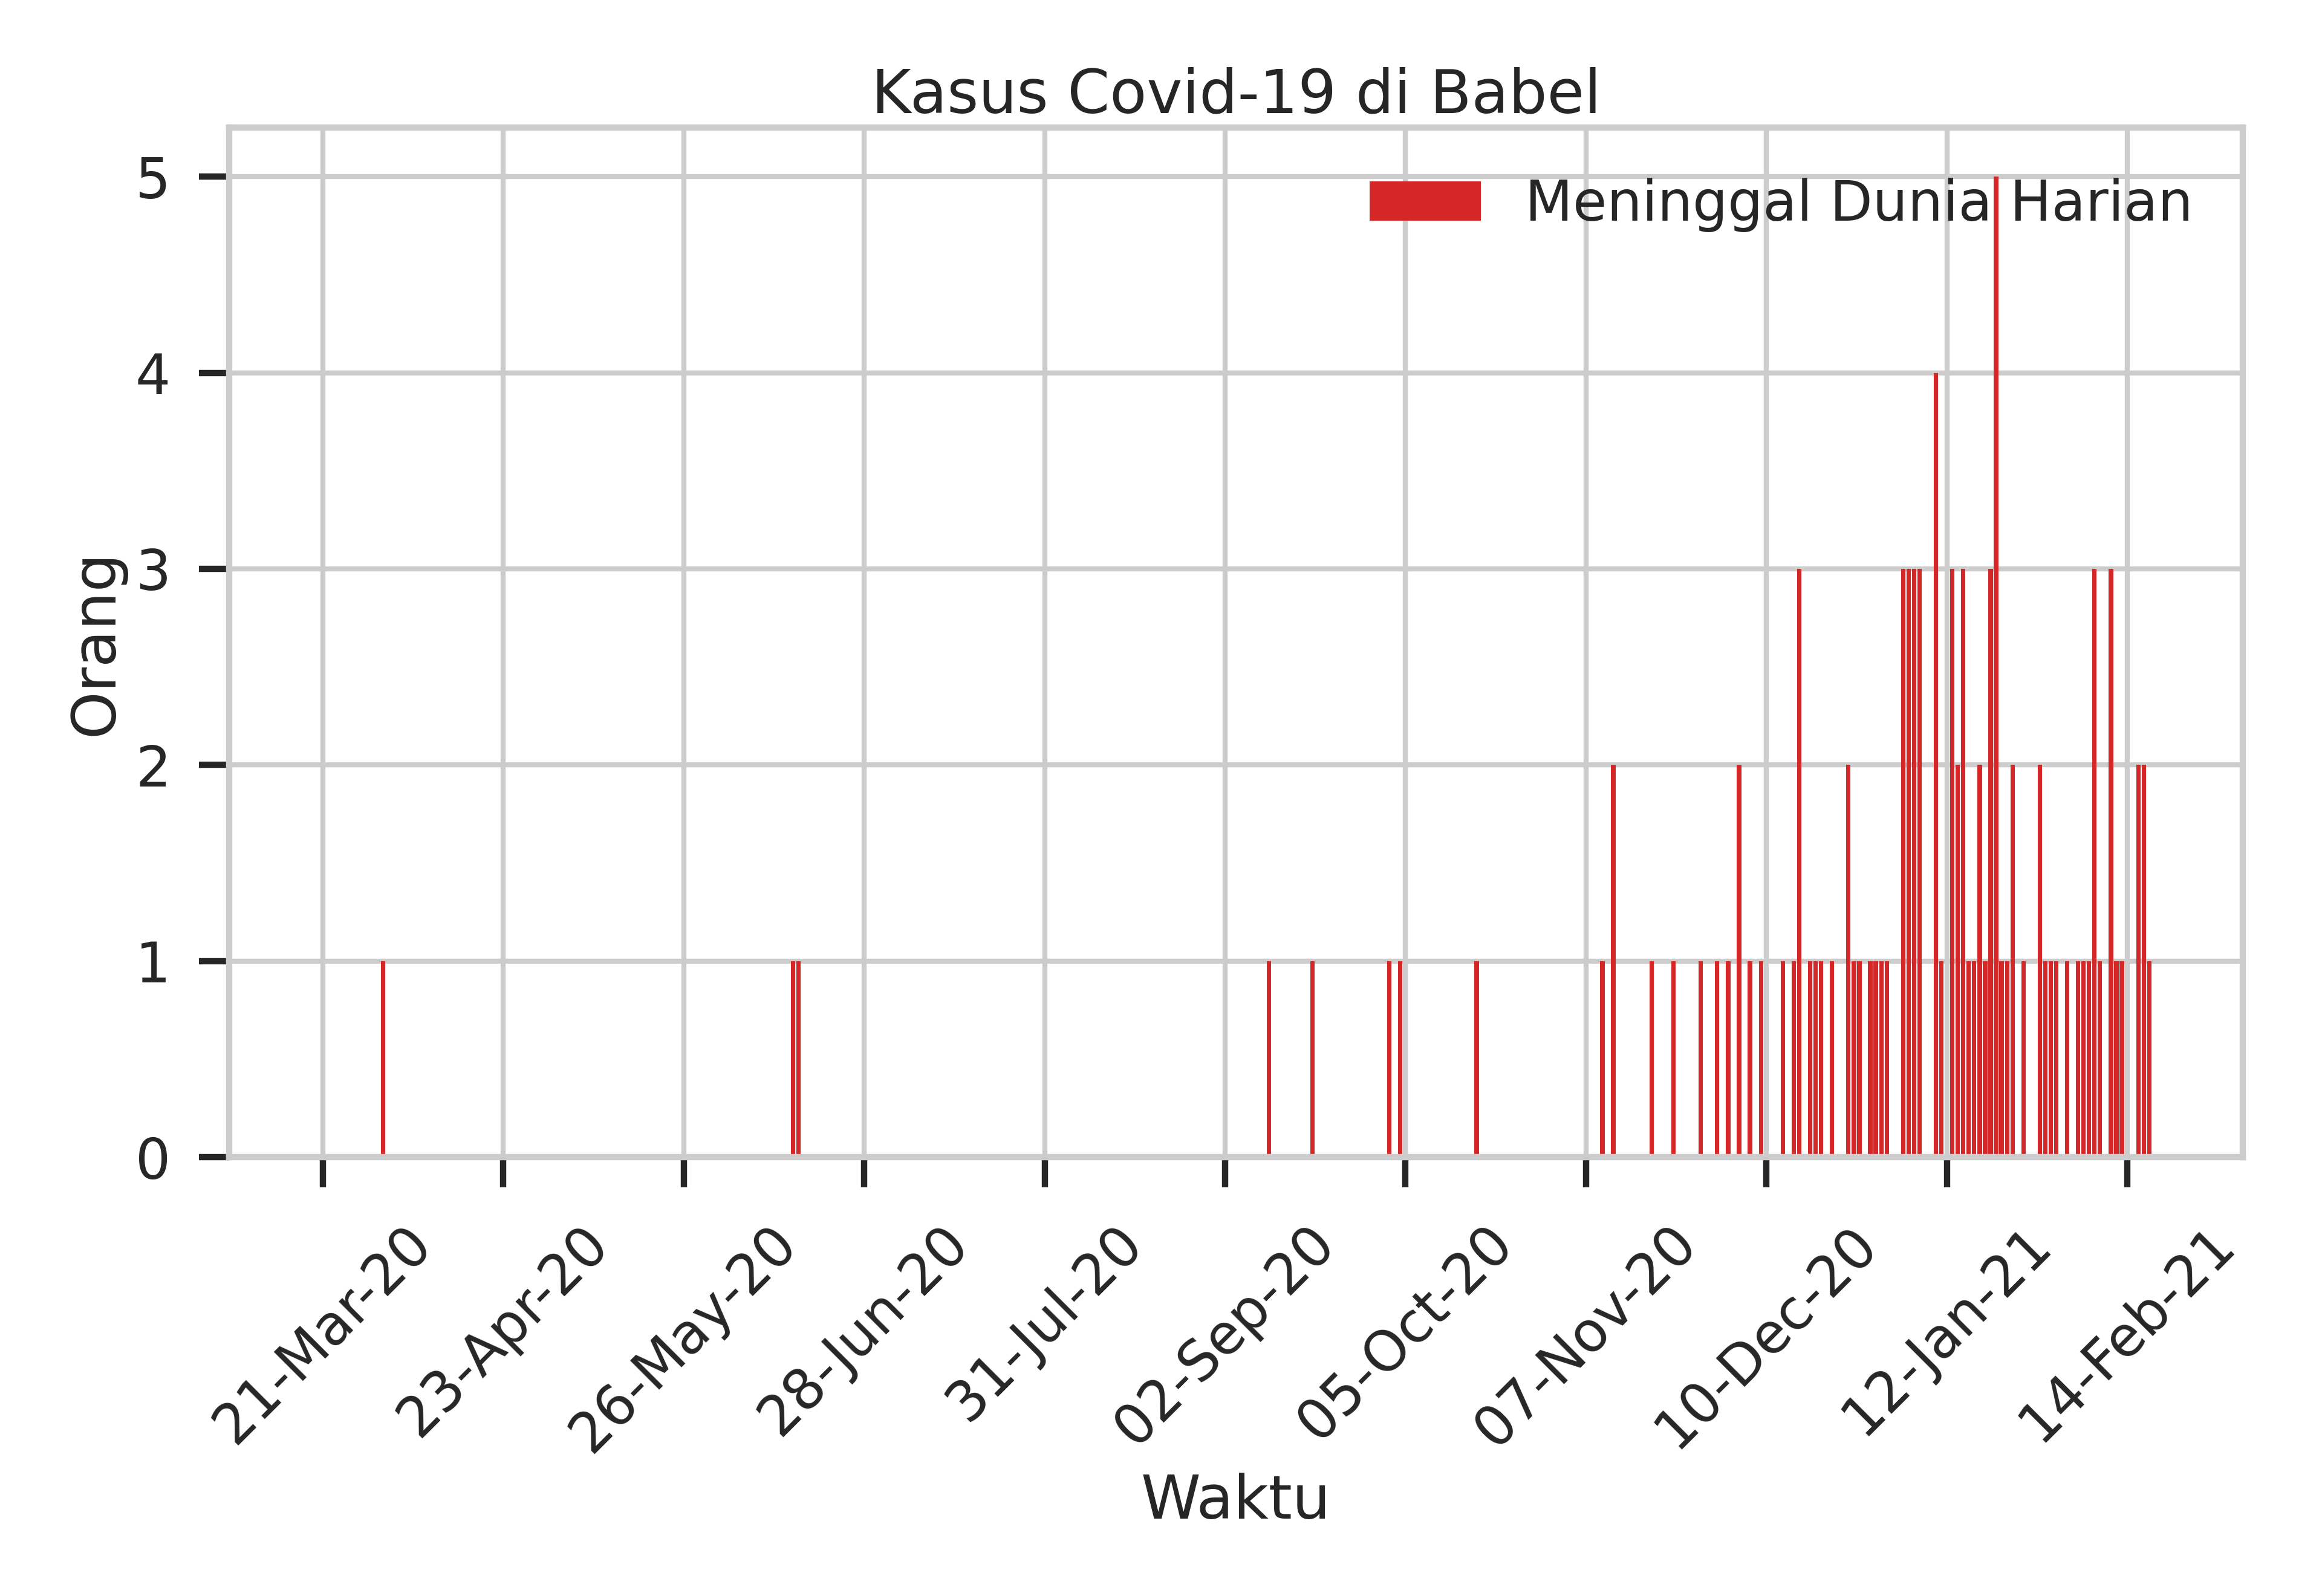 Kasus Covid-19 di Babel
Meninggal Dunia Harian
5
4
3
2
1
0
Orang
21-Mar-20
23-Apr-20
26-May-20
28-Jun-20
31-Jul-20
02-Sep-20
05-Oct-20
07-Nov-20
10-Dec-20
12-Jan-21
14-Feb-21
Waktu